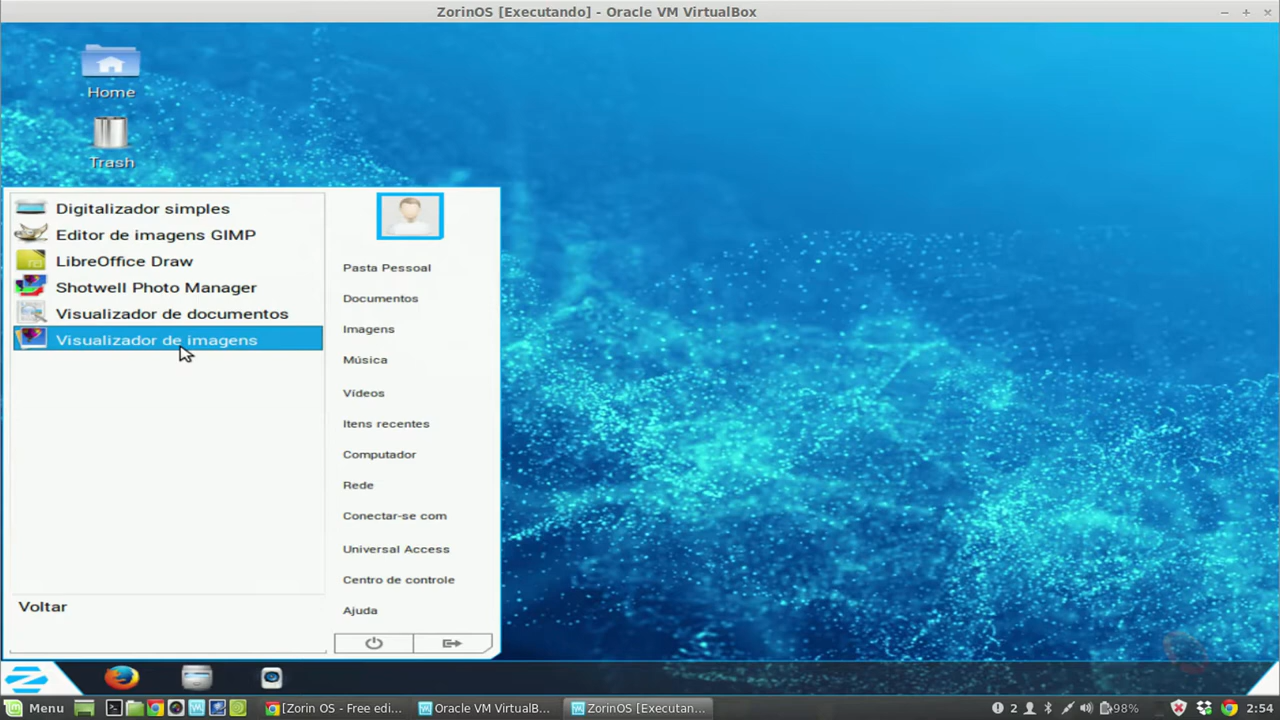 ZorinOS [Executando] - Oracle VM VirtualBox
Home
Trash
Digitalizador simples
Editor de imagens GIMP
LibreOffice Draw
Shotwell Photo Manager
Visualizador de documentos
Visualizador de imagens
Voltar
Pasta Pessoal
Documentos
Imagens
Música
Vídeos
Itens recentes
Computador
Rede
Conectar-se com
Universal Access
Centro de controle
Ajuda
Menu
[Zorin OS - Free edi...
Oracle VM VirtualB...
ZorinOS [Executan...
2
98%
2:54